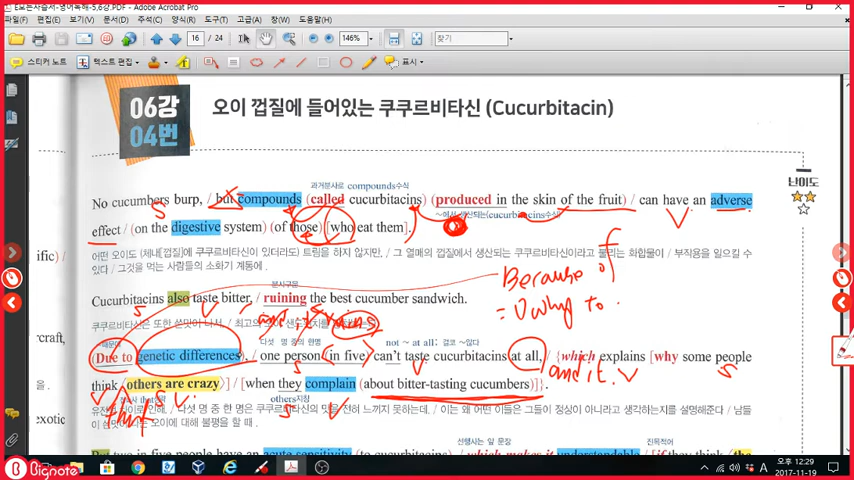 E모든자습서-영어독해-5,6강.PDF - Adobe Acrobat Pro
파일(F) 편집(E) 보기(V) 문서(D) 주석(C) 양식(R) 도구(T) 고급(A) 창(W) 도움말(H)
16 / 24 146% 찾기
스티커 노트 텍스트 편집 표시
06강
04번
오이 껍질에 들어있는 쿠쿠르비타신 (Cucurbitacin)
난이도
과거분사로 compounds수식
No cucumbers burp, / but compounds (called cucurbitacins) (produced in the skin of the fruit) / can have an adverse
S V
~에서 생산되는(cucurbitacins수식)
effect / (on the digestive system) (of those [who eat them].
어떤 오이도 (체내[껍질]에 쿠쿠르비타신이 있더라도) 트림을 하지 않지만, / 그 열매의 껍질에서 생산되는 쿠쿠르비타신이라고 불리는 화합물이 / 부작용을 일으킬 수
있다 / 그것을 먹는 사람들의 소화기 계통에.
분사구문
Because of
Cucurbitacins also taste bitter, / ruining the best cucumber sandwich.
S V
= Owing to
쿠쿠르비타신은 또한 쓴맛이 나서, / 최고의 오이
때문에 다섯 명 중의 한명 not ~ at all: 결코 ~않다
(Due to genetic differences), / one person (in five) can't taste cucurbitacins at all, / {which explains [why some people
S V and it V S
think / (others are crazy)] / [when they complain (about bitter-tasting cucumbers)]}.
V that S V others지칭 S V
유전적 차이로 인해, / 다섯 명 중 한 명은 쿠쿠르비타신의 맛을 전혀 느끼지 못하는데, / 이는 왜 어떤 이들은 그들이 정상이 아니라고 생각하는지를 설명해준다 / 남들
이 쓴맛 나는 오이에 대해 불평을 할 때.
선행사는 앞 문장 진목적어
But two in five people have an acute sensitivity (to cucurbitacins), / which makes it understandable / [if they think / (the
sific) /
craft,
exotic
Bignote
A 오후 12:29
2017-11-19
Bignote